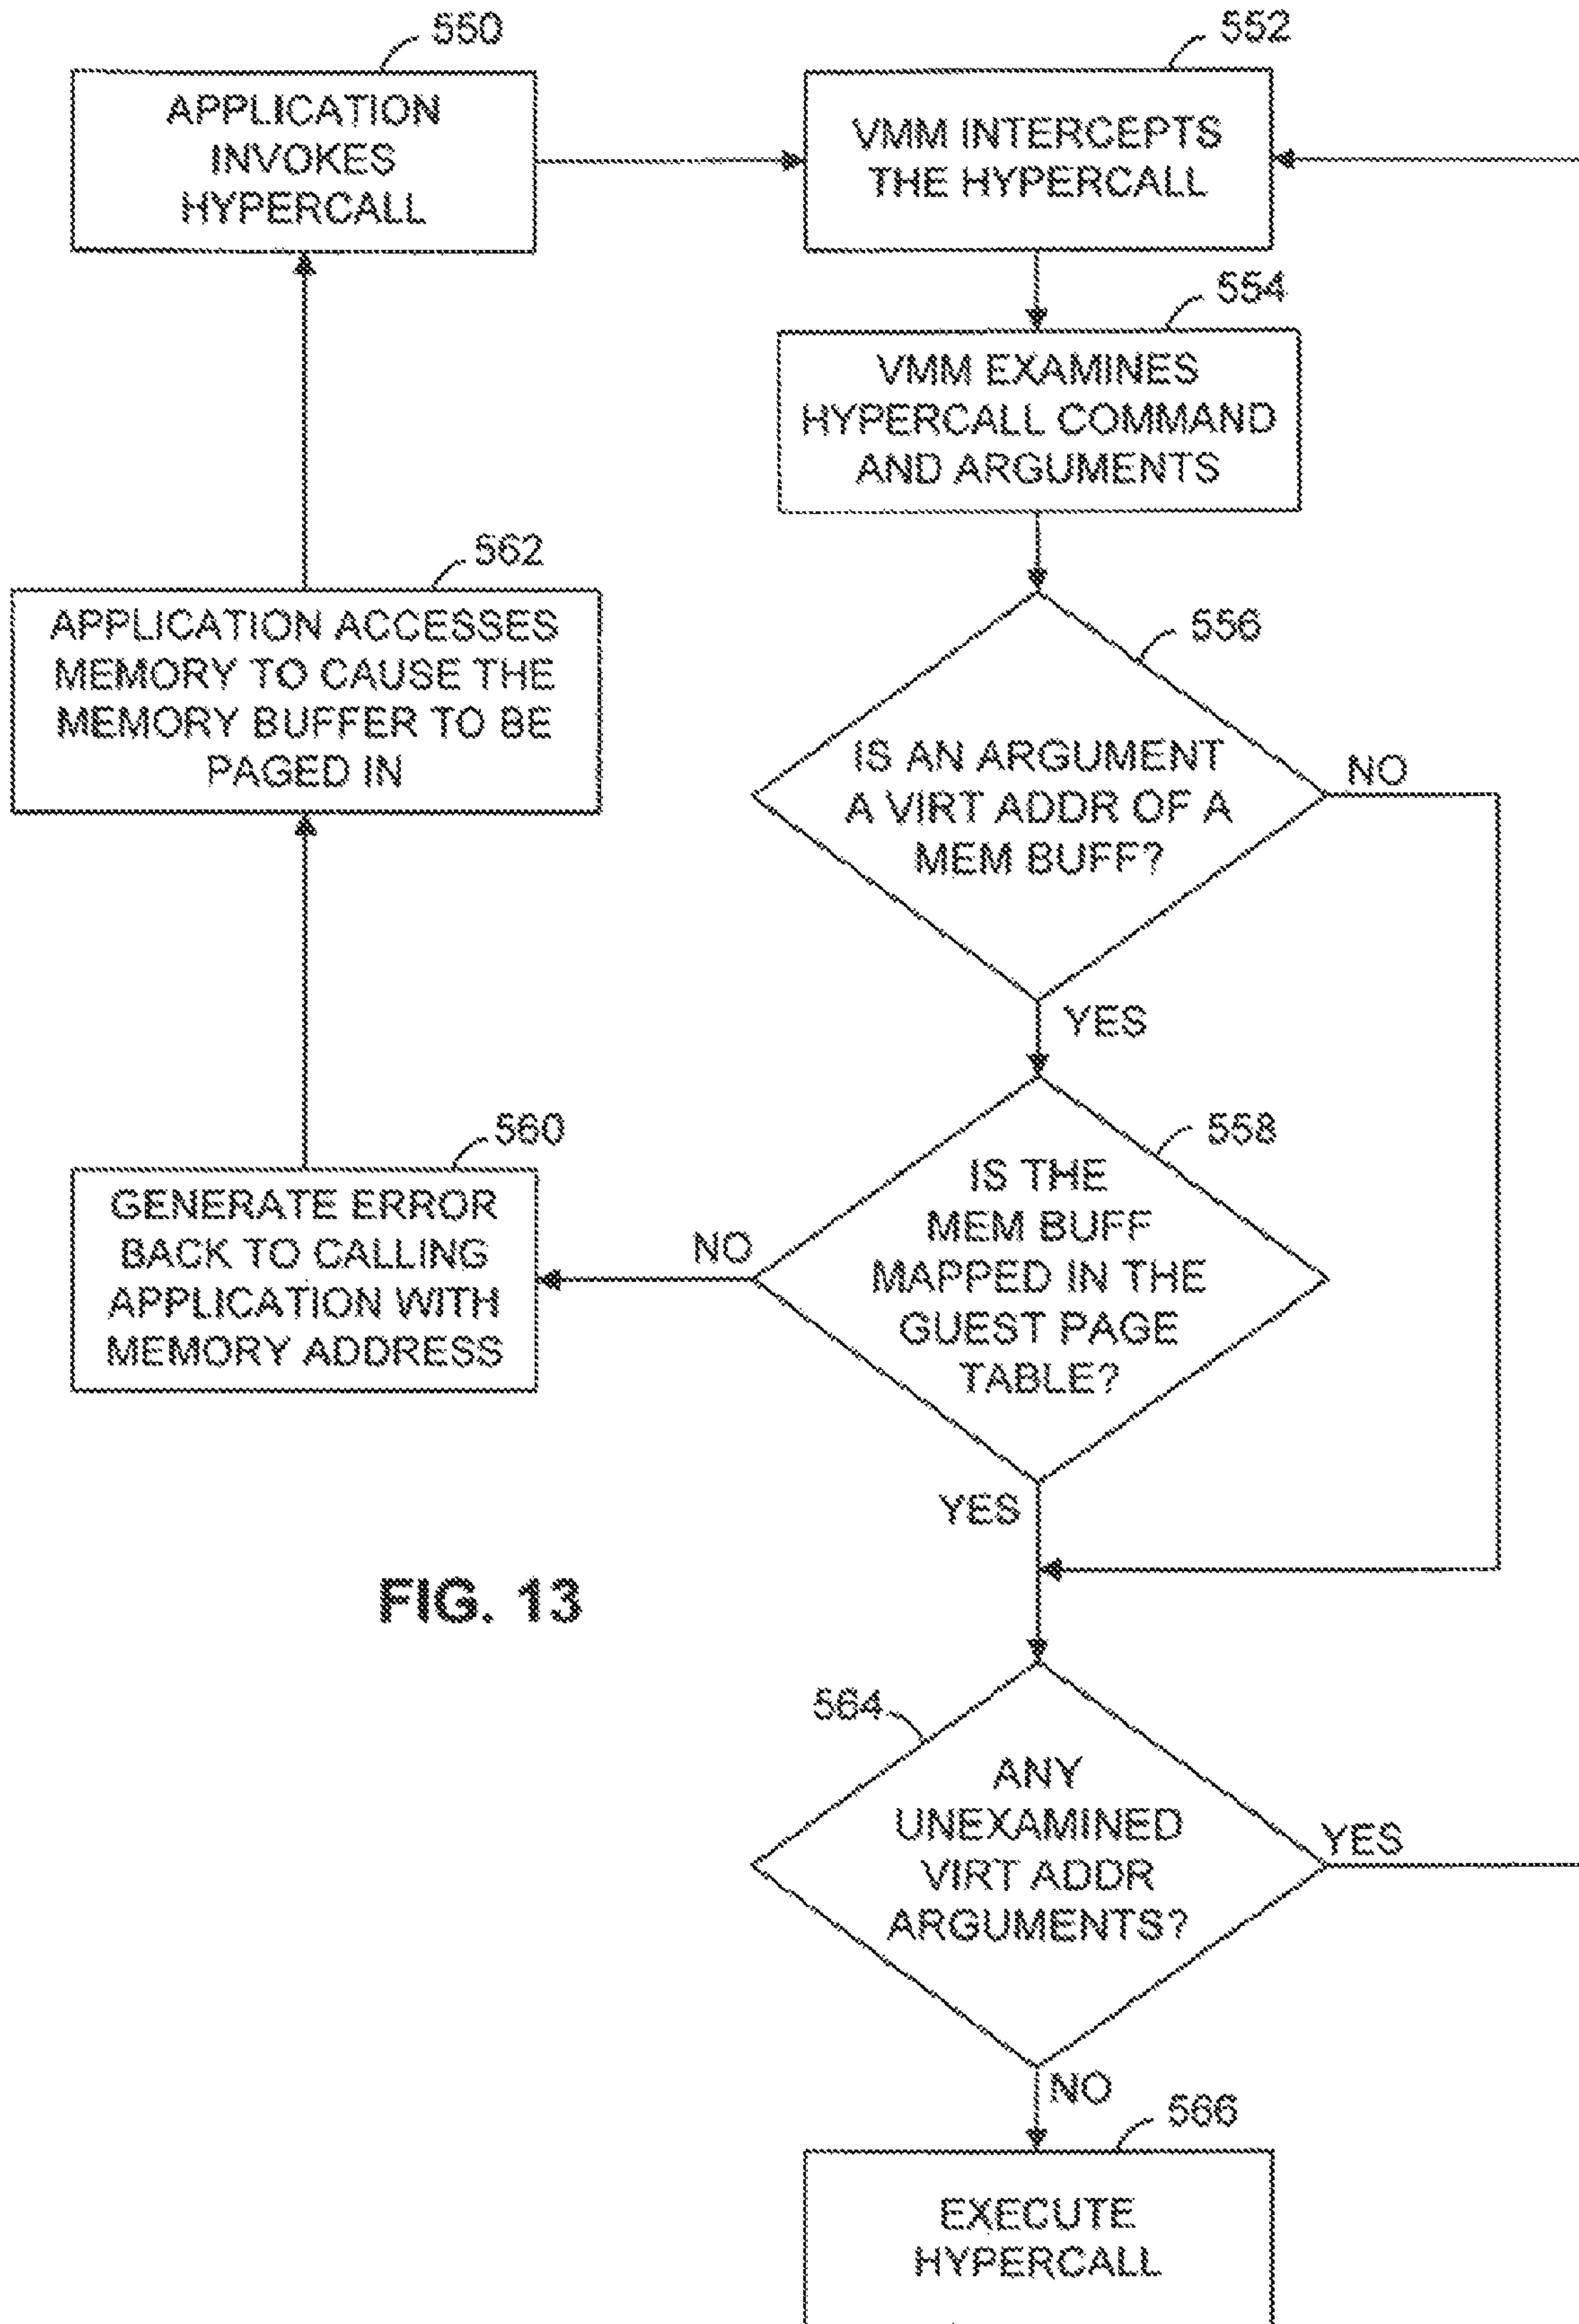 550
APPLICATION
INVOKES
HYPERCALL
552
VMM INTERCEPTS
THE HYPERCALL
554
VMM EXAMINES
HYPERCALL COMMAND
AND ARGUMENTS
562
APPLICATION ACCESSES
MEMORY TO CAUSE THE
MEMORY BUFFER TO BE
PAGED IN
556
IS AN ARGUMENT
A VIRT ADDR OF A
MEM BUFF?
NO
YES
560
GENERATE ERROR
BACK TO CALLING
APPLICATION WITH
MEMORY ADDRESS
NO
558
IS THE
MEM BUFF
MAPPED IN THE
GUEST PAGE
TABLE?
YES
FIG. 13
564
ANY
UNEXAMINED
VIRT ADDR
ARGUMENTS?
YES
NO
566
EXECUTE
HYPERCALL